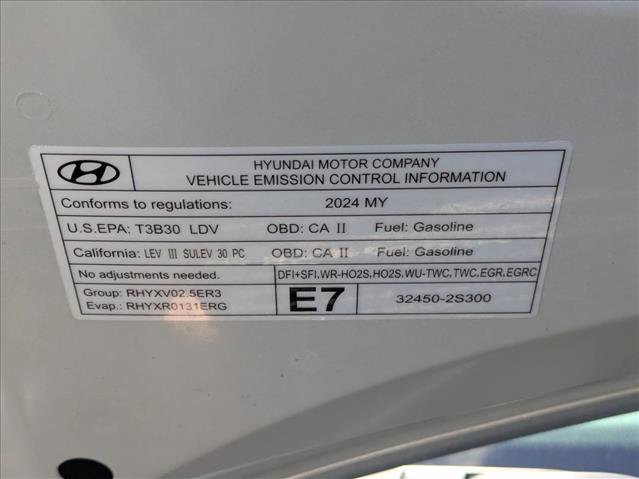 HYUNDAI MOTOR COMPANY
VEHICLE EMISSION CONTROL INFORMATION
Conforms to regulations: 2024 MY
U.S.EPA: T3B30 LDV OBD: CA II Fuel: Gasoline
California: LEV III SULEV 30 PC OBD: CA II Fuel: Gasoline
No adjustments needed. DFI+SFI,WR-HO2S,HO2S,WU-TWC,TWC,EGR,EGRC
Group: RHYXV02.5ER3
Evap.: RHYXR0131ERG
E7 32450-2S300